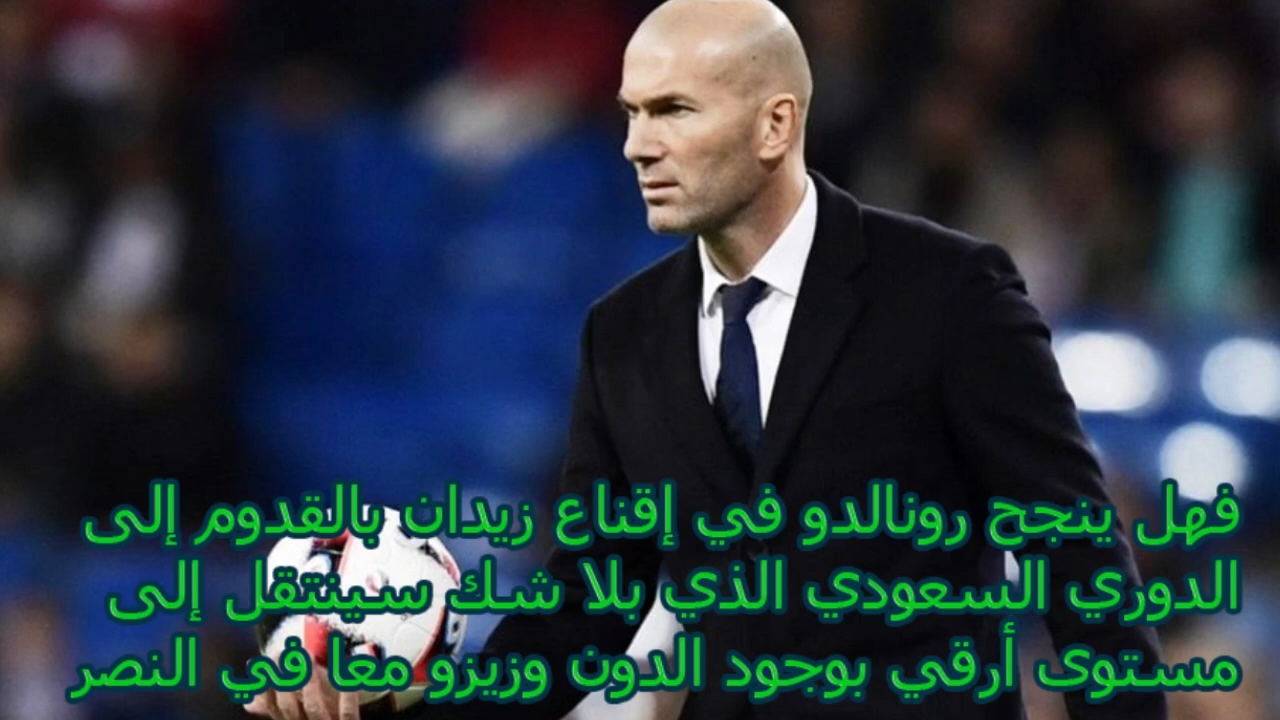 فهل ينجح رونالدو في إقناع زيدان بالقدوم إلى
الدوري السعودي الذي بلا شك سينتقل إلى
مستوى أرقي بوجود الدون وزيزو معا في النصر